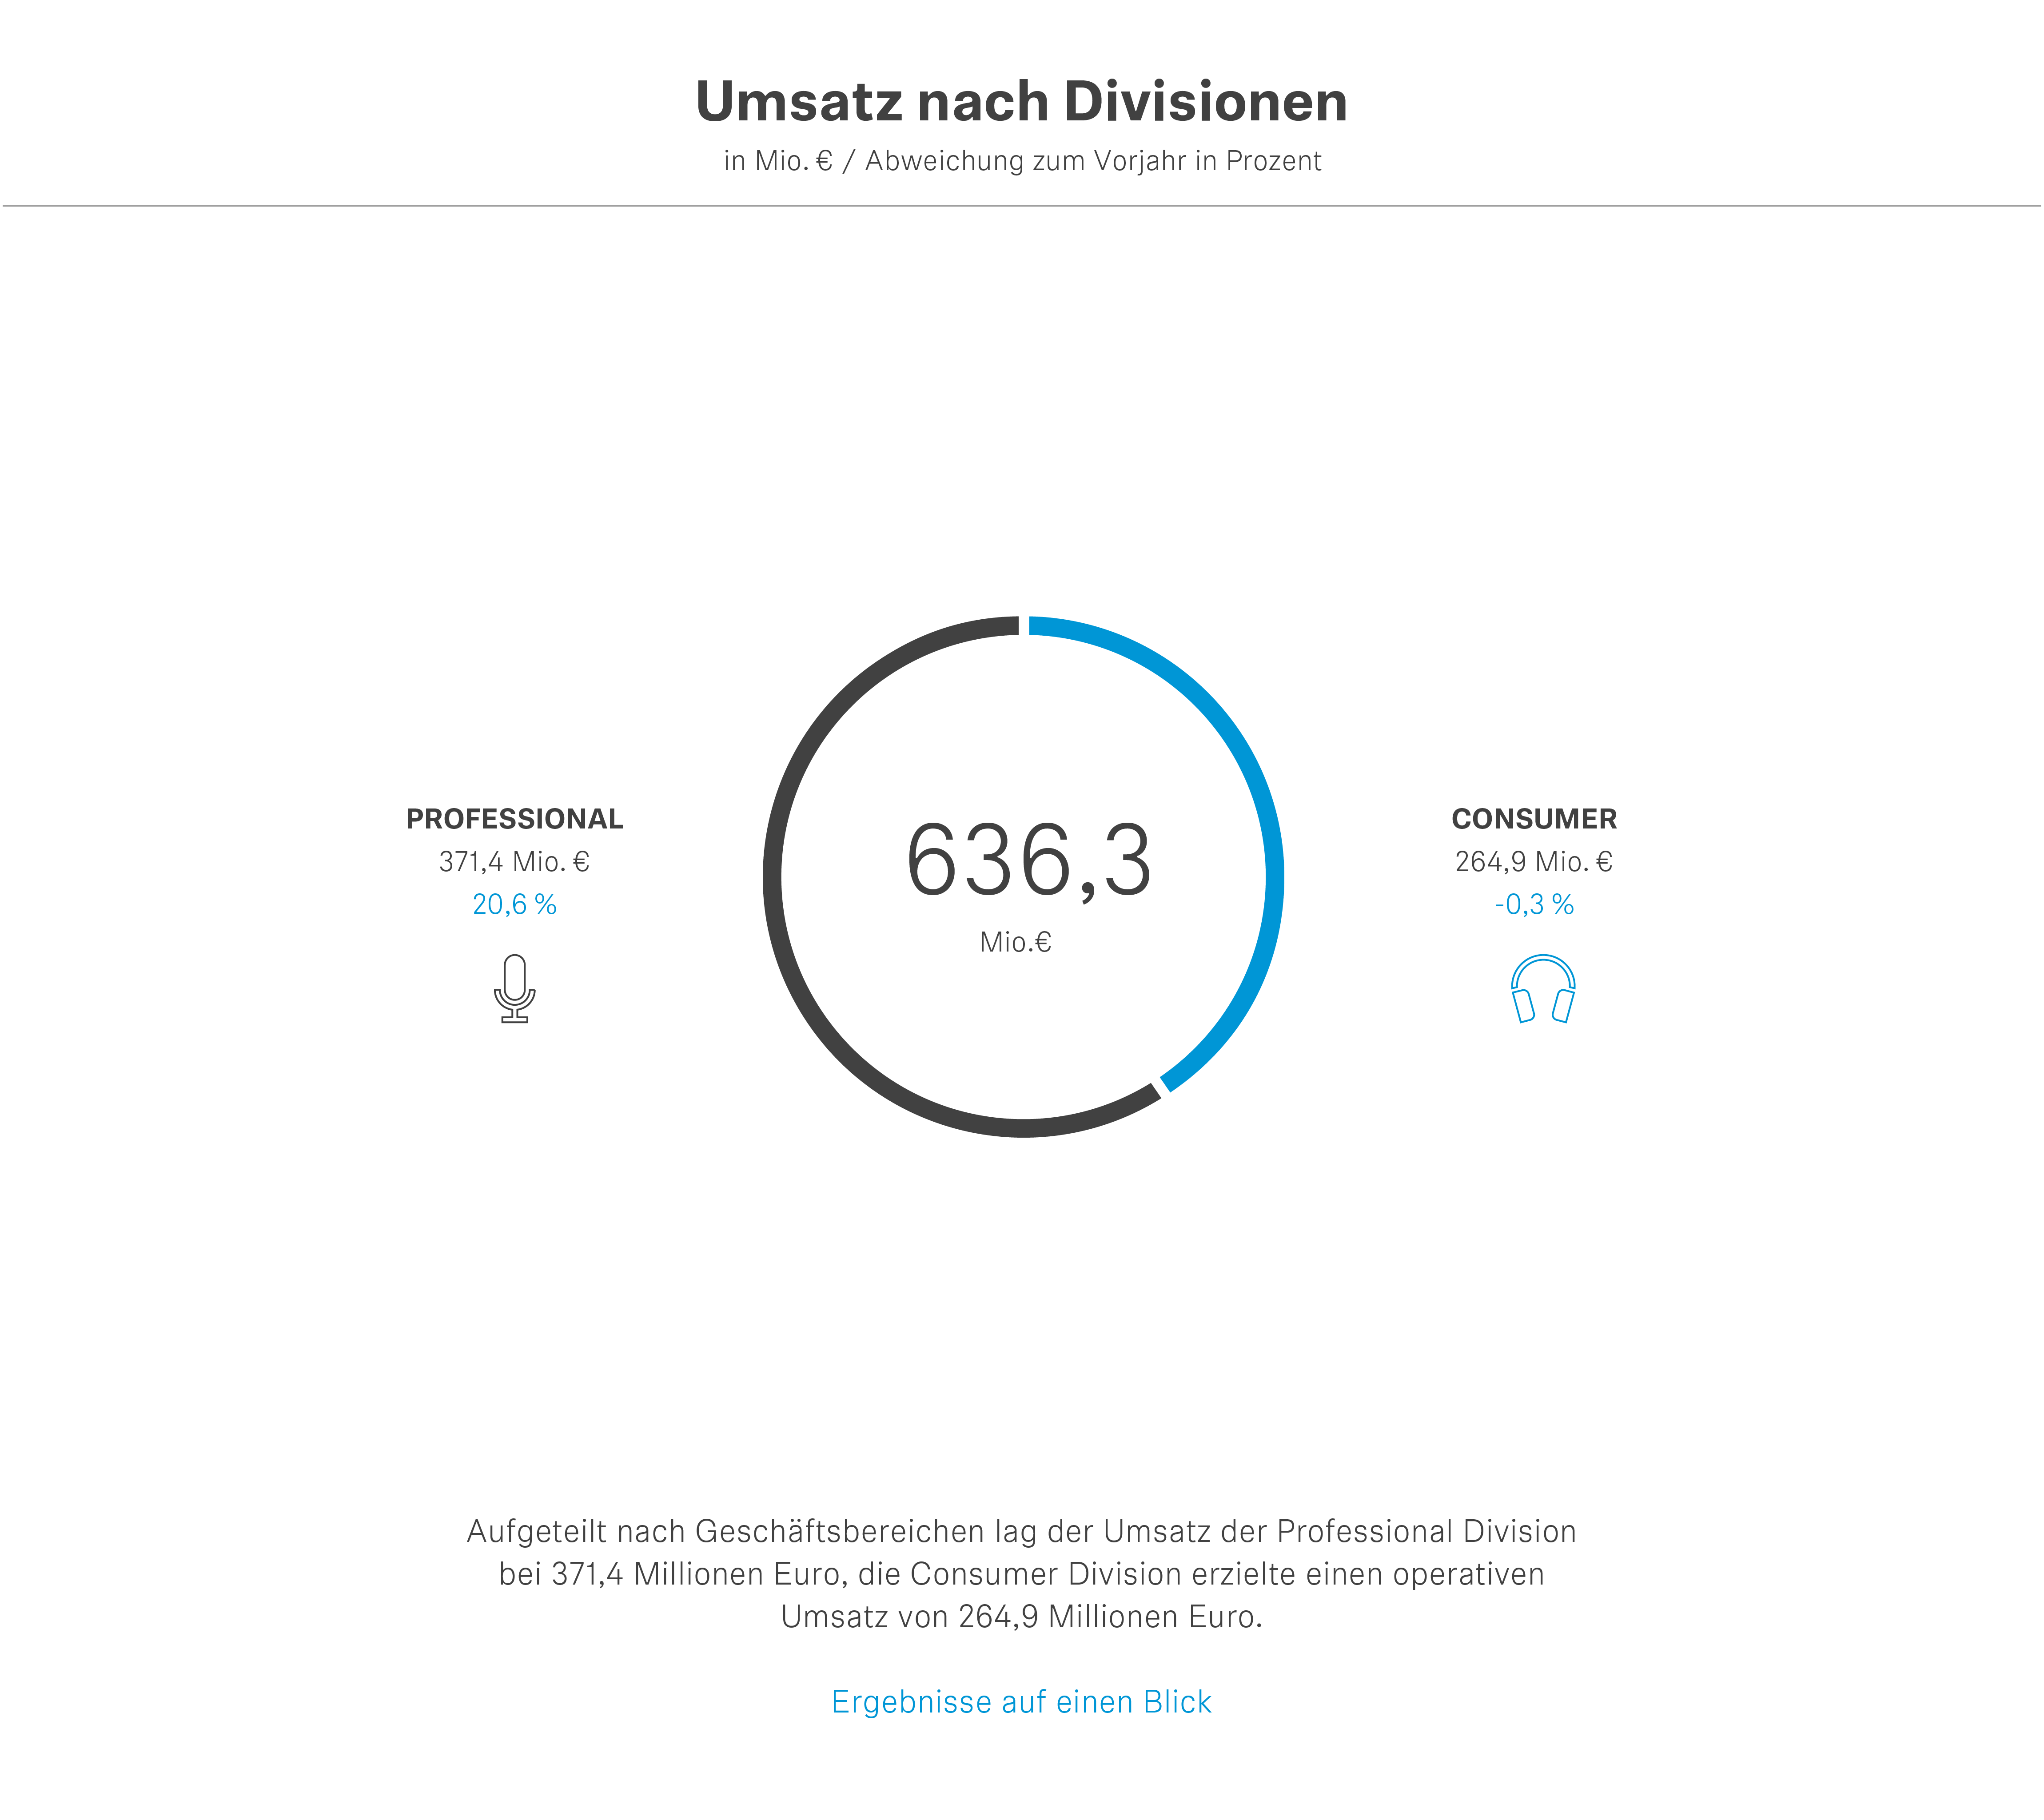 Umsatz nach Divisionen
in Mio. € / Abweichung zum Vorjahr in Prozent
PROFESSIONAL
371,4 Mio. €
20,6 %
636,3
Mio.€
CONSUMER
264,9 Mio. €
-0,3 %
Aufgeteilt nach Geschäftsbereichen lag der Umsatz der Professional Division
bei 371,4 Millionen Euro, die Consumer Division erzielte einen operativen
Umsatz von 264,9 Millionen Euro.
Ergebnisse auf einen Blick